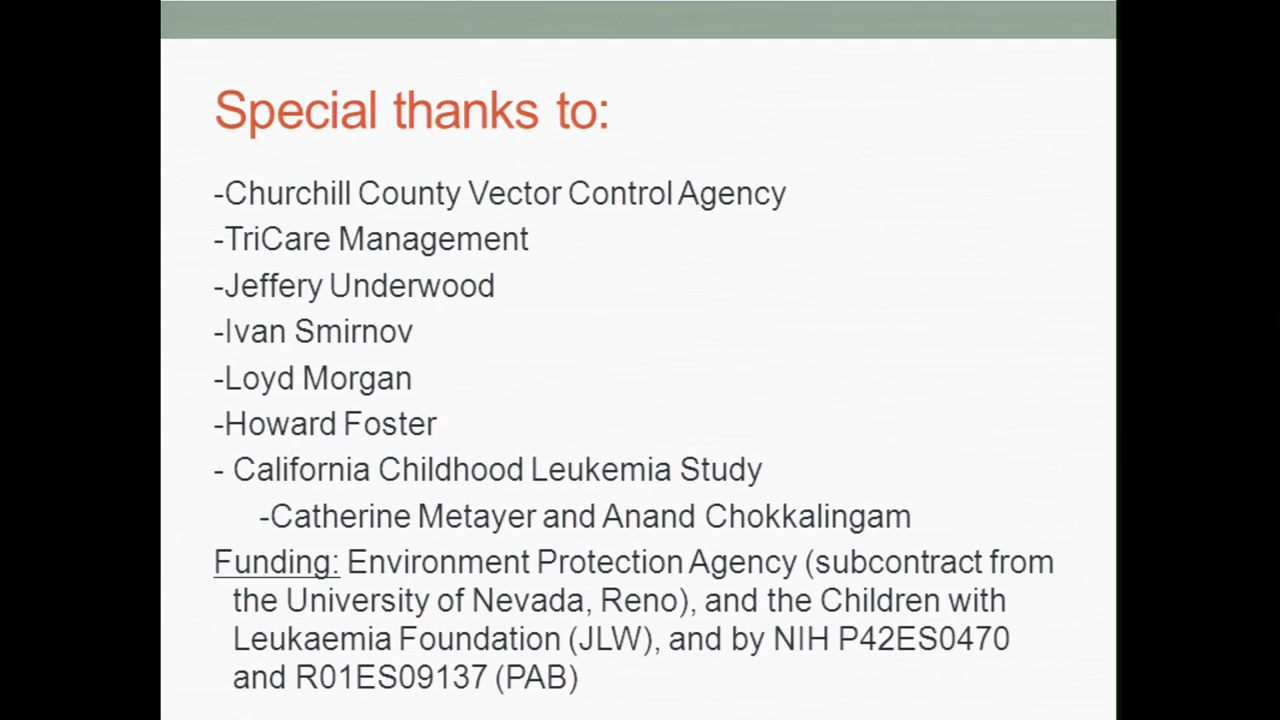 Special thanks to:
-Churchill County Vector Control Agency
-TriCare Management
-Jeffery Underwood
-Ivan Smirnov
-Loyd Morgan
-Howard Foster
- California Childhood Leukemia Study
-Catherine Metayer and Anand Chokkalingam
Funding: Environment Protection Agency (subcontract from
the University of Nevada, Reno), and the Children with
Leukaemia Foundation (JLW), and by NIH P42ES0470
and R01ES09137 (PAB)